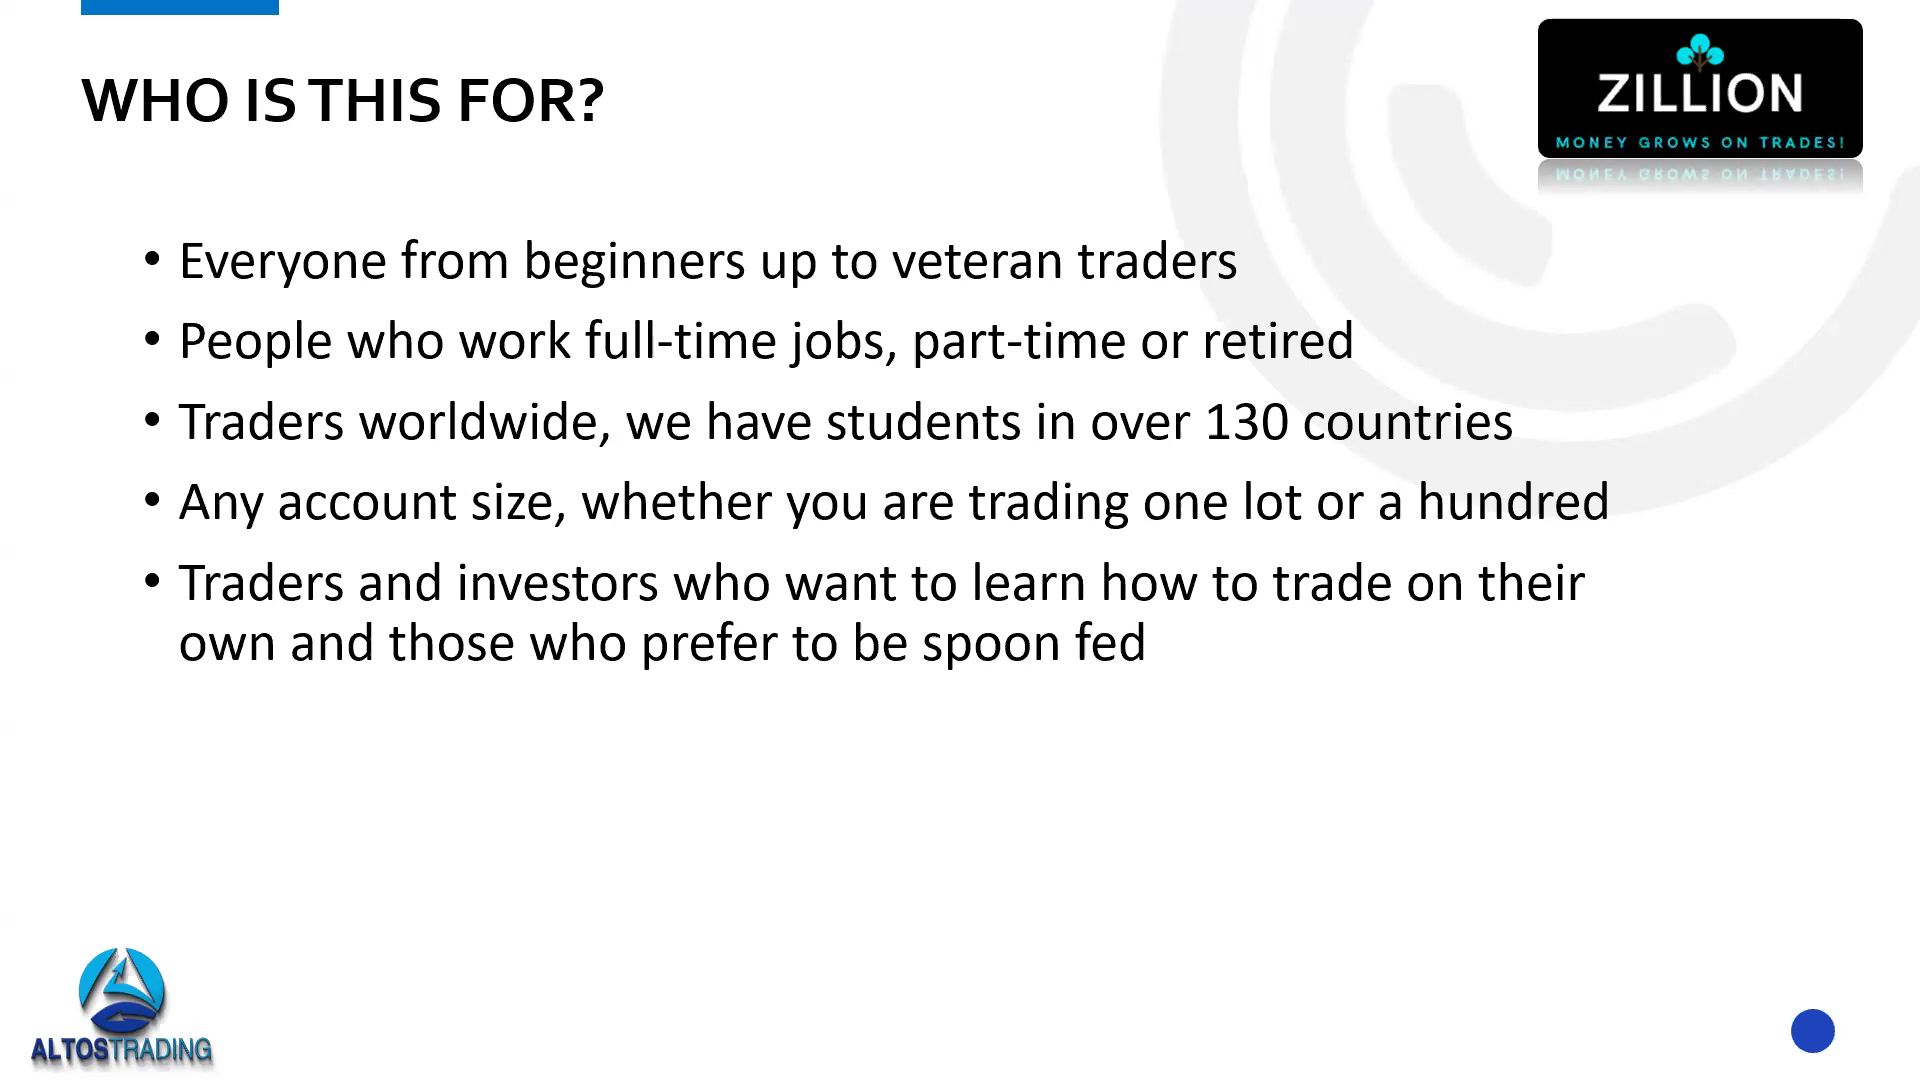 WHO IS THIS FOR?
ZILLION
MONEY GROWS ON TRADES!
• Everyone from beginners up to veteran traders
• People who work full-time jobs, part-time or retired
• Traders worldwide, we have students in over 130 countries
• Any account size, whether you are trading one lot or a hundred
• Traders and investors who want to learn how to trade on their
own and those who prefer to be spoon fed
ALTOSTRADING